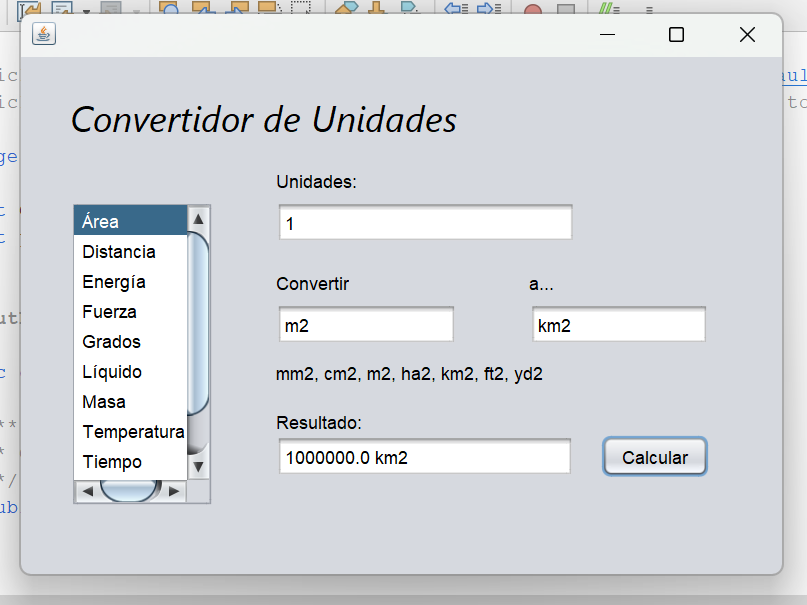 Convertidor de Unidades
Unidades:
1
Área
Distancia
Energía
Fuerza
Grados
Líquido
Masa
Temperatura
Tiempo
Convertir
a...
m2
km2
mm2, cm2, m2, ha2, km2, ft2, yd2
Resultado:
1000000.0 km2
Calcular